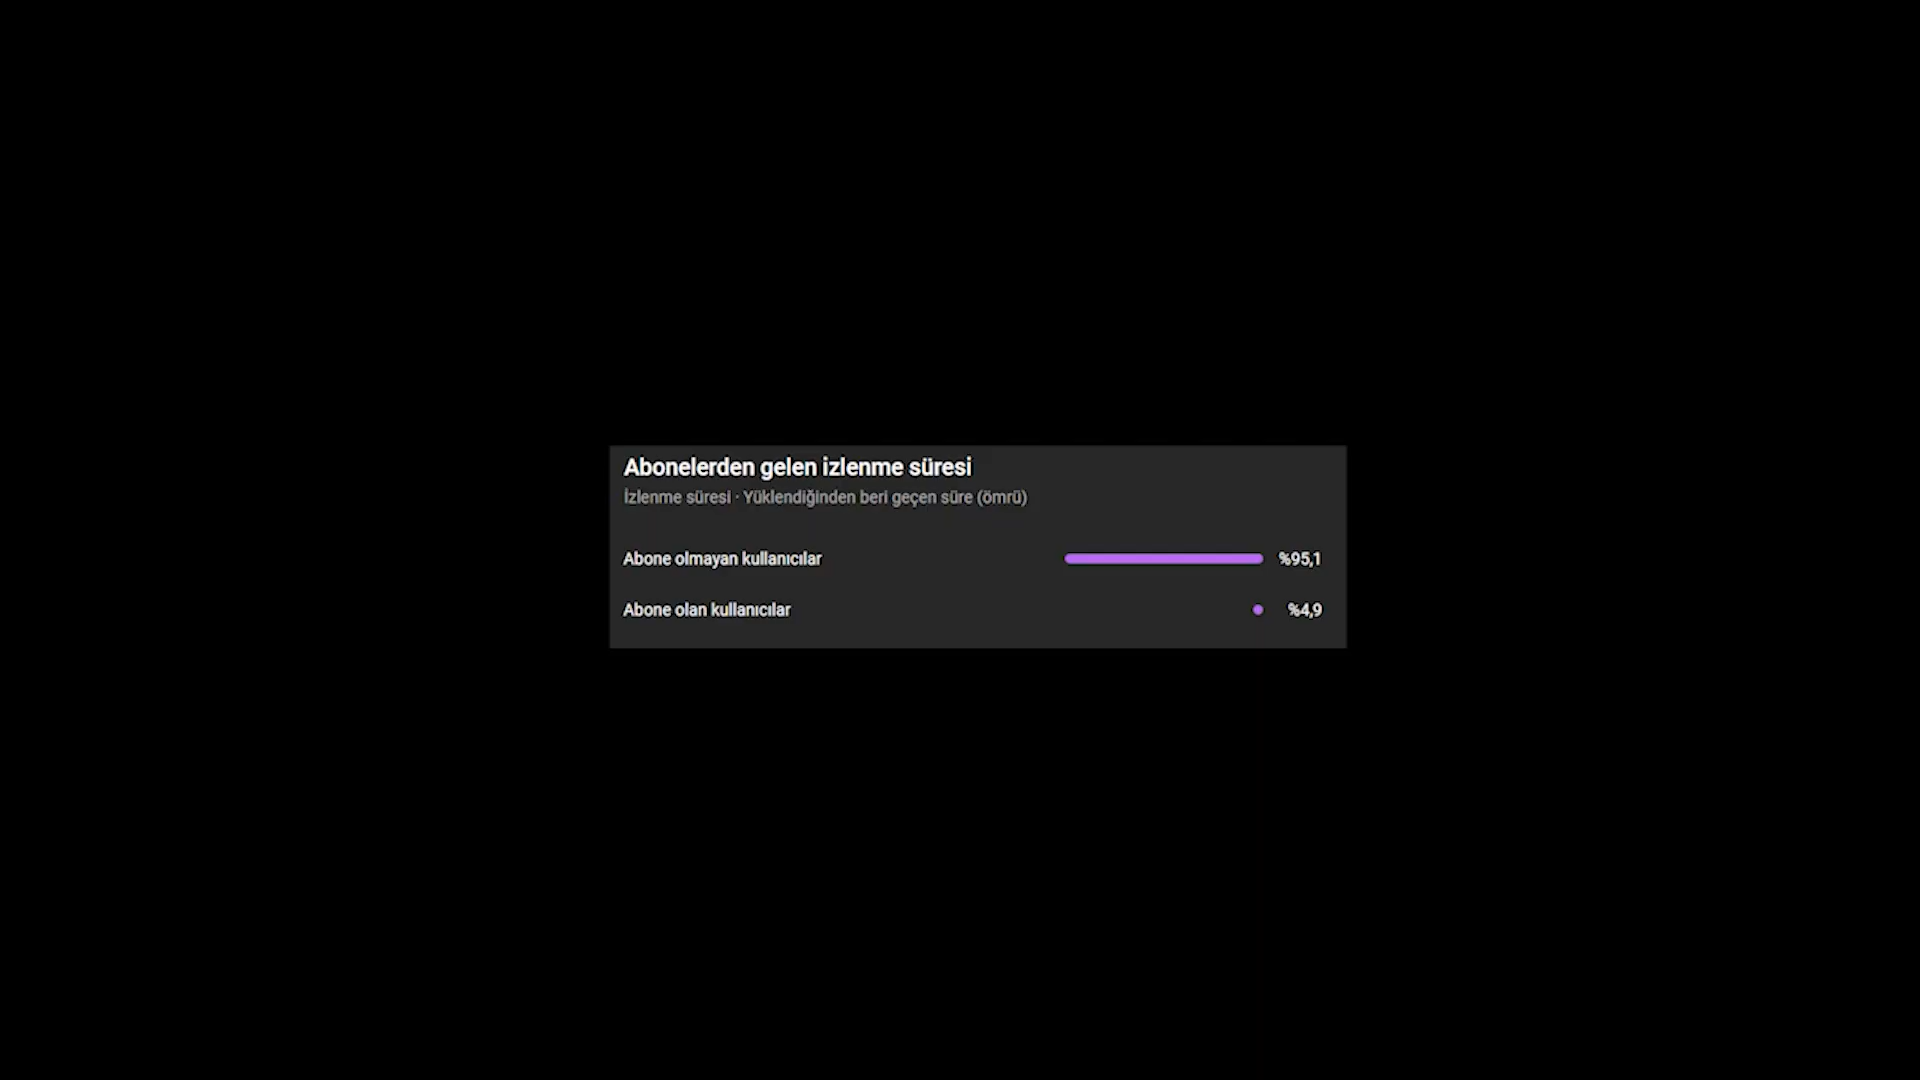 Abonelerden gelen izlenme süresi
İzlenme süresi · Yüklendiğinden beri geçen süre (ömrü)
Abone olmayan kullanıcılar %95,1
Abone olan kullanıcılar %4,9